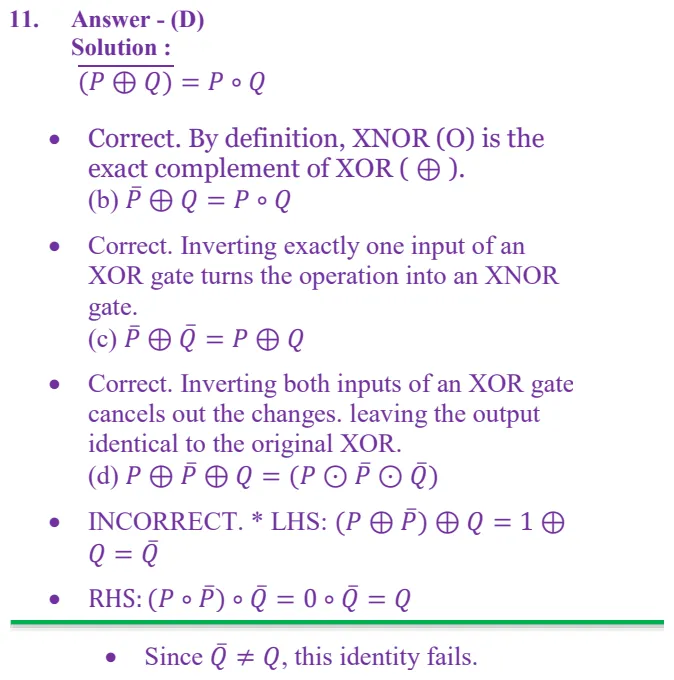 11. Answer - (D)
Solution :
$\overline{(P \oplus Q)} = P \circ Q$
• Correct. By definition, XNOR (O) is the
exact complement of XOR ( ⊕ ).
(b) P̄ ⊕ Q = P ∘ Q
• Correct. Inverting exactly one input of an
XOR gate turns the operation into an XNOR
gate.
(c) P̄ ⊕ Q̄ = P ⊕ Q
• Correct. Inverting both inputs of an XOR gate
cancels out the changes. leaving the output
identical to the original XOR.
(d) P ⊕ P̄ ⊕ Q = (P ⊙ P̄ ⊙ Q̄)
• INCORRECT. * LHS: (P ⊕ P̄) ⊕ Q = 1 ⊕
Q = Q̄
• RHS: (P ∘ P̄) ∘ Q̄ = 0 ∘ Q̄ = Q
• Since Q̄ ≠ Q, this identity fails.